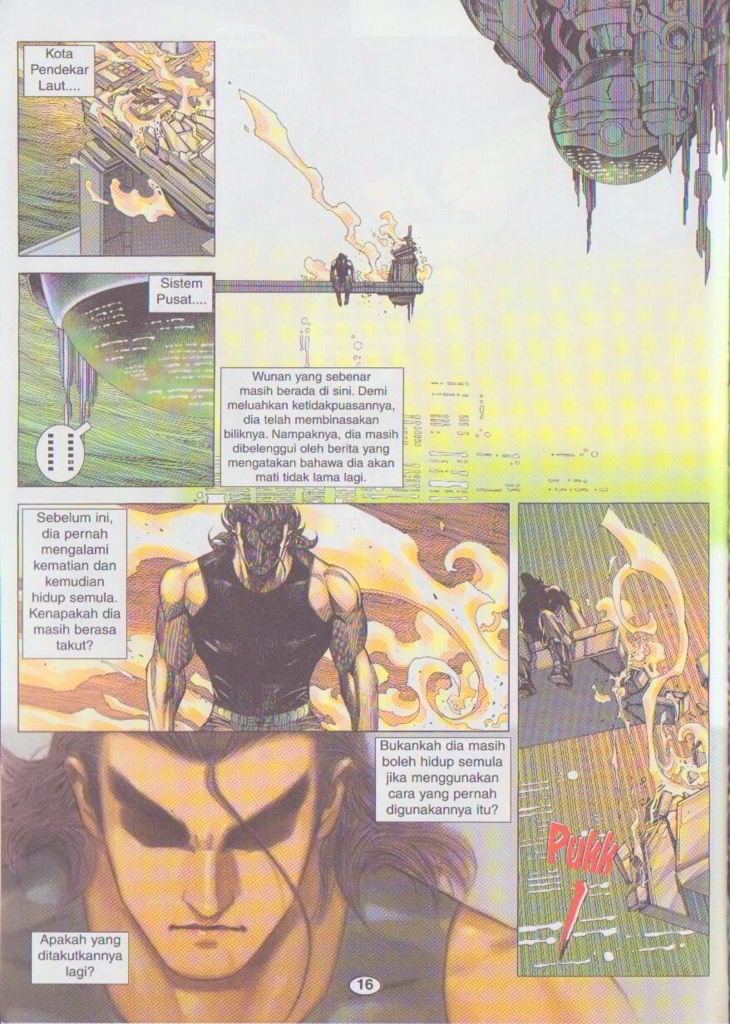 Kota
Pendekar
Laut....
Sistem
Pusat....
Wunan yang sebenar
masih berada di sini. Demi
meluahkan ketidakpuasannya,
dia telah membinasakan
biliknya. Nampaknya, dia masih
dibelenggui oleh berita yang
mengatakan bahawa dia akan
mati tidak lama lagi.
Sebelum ini,
dia pernah
mengalami
kematian dan
kemudian
hidup semula.
Kenapakah dia
masih berasa
takut?
Bukankah dia masih
boleh hidup semula
jika menggunakan
cara yang pernah
digunakannya itu?
PUKK
!
Apakah yang
ditakutkannya
lagi?
16